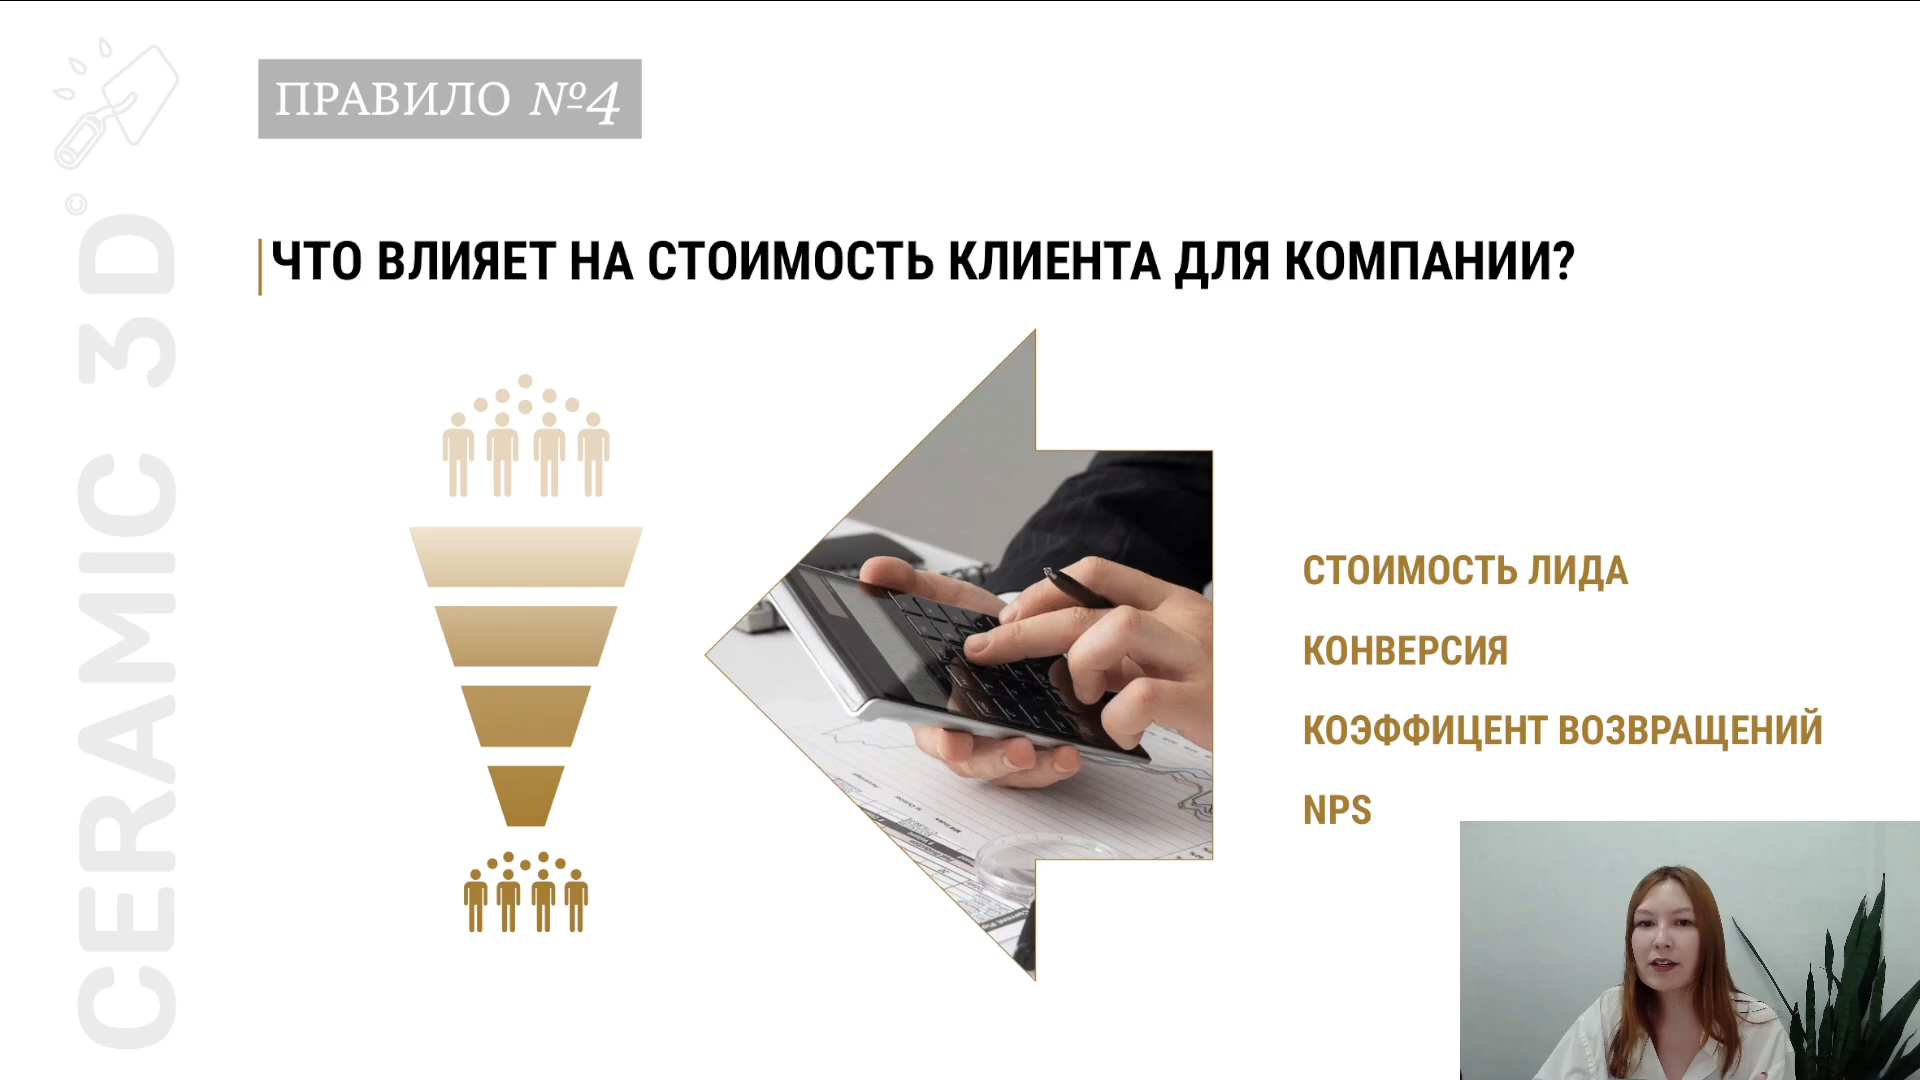 ПРАВИЛО №4
ЧТО ВЛИЯЕТ НА СТОИМОСТЬ КЛИЕНТА ДЛЯ КОМПАНИИ?
СТОИМОСТЬ ЛИДА
КОНВЕРСИЯ
КОЭФФИЦЕНТ ВОЗВРАЩЕНИЙ
NPS
CERAMIC 3D©